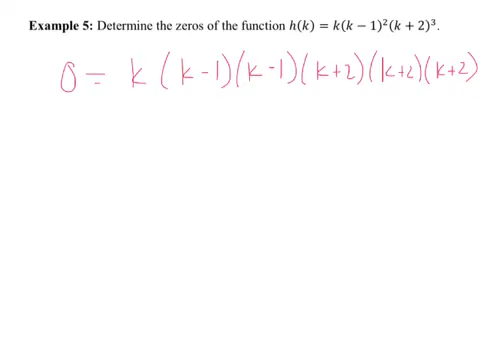 Example 5: Determine the zeros of the function h(k) = k(k − 1)²(k + 2)³.
0 = k (k-1)(k-1)(k+2)(k+2)(k+2)